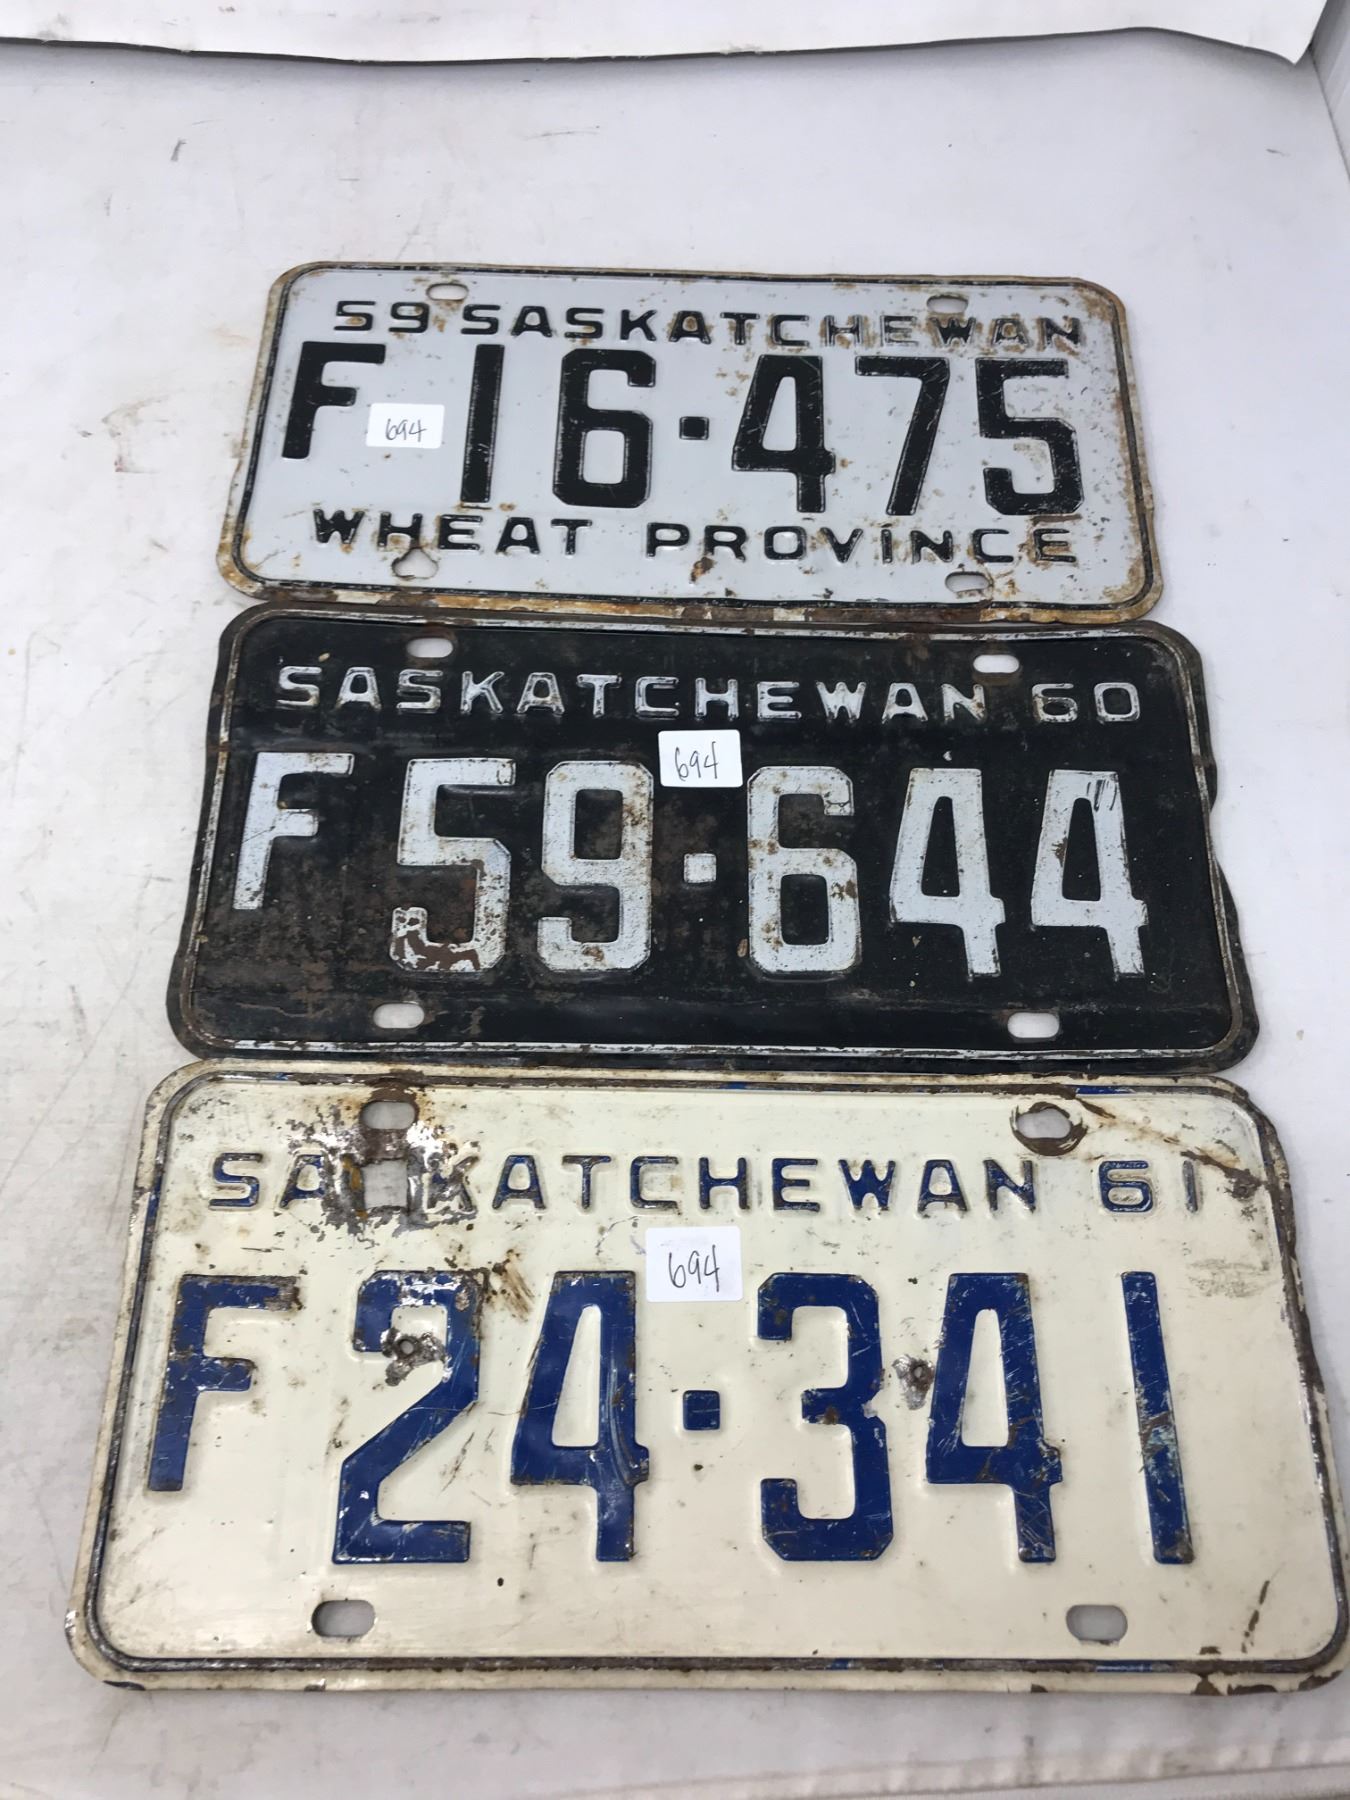 59 SASKATCHEWAN
F 16·475
694
WHEAT PROVINCE
SASKATCHEWAN 60
694
F 59·644
SASKATCHEWAN 61
694
F 24·341